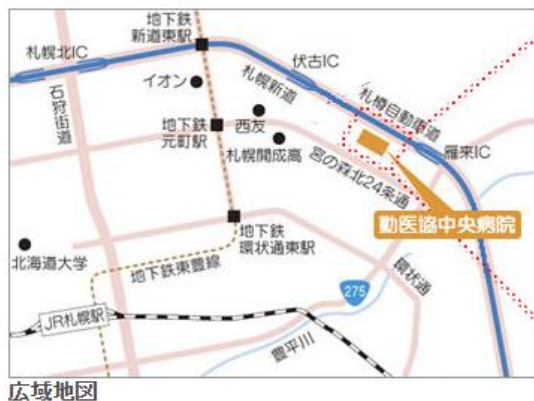 地下鉄
新道東駅
札幌北IC
伏古IC
イオン
札幌新道
札樽自動車道
石狩街道
西友
地下鉄
元町駅
札幌開成高
雁来IC
宮の森北24条通
勤医協中央病院
地下鉄
環状通東駅
北海道大学
地下鉄東豊線
環状通
275
JR札幌駅
豊平川
広域地図